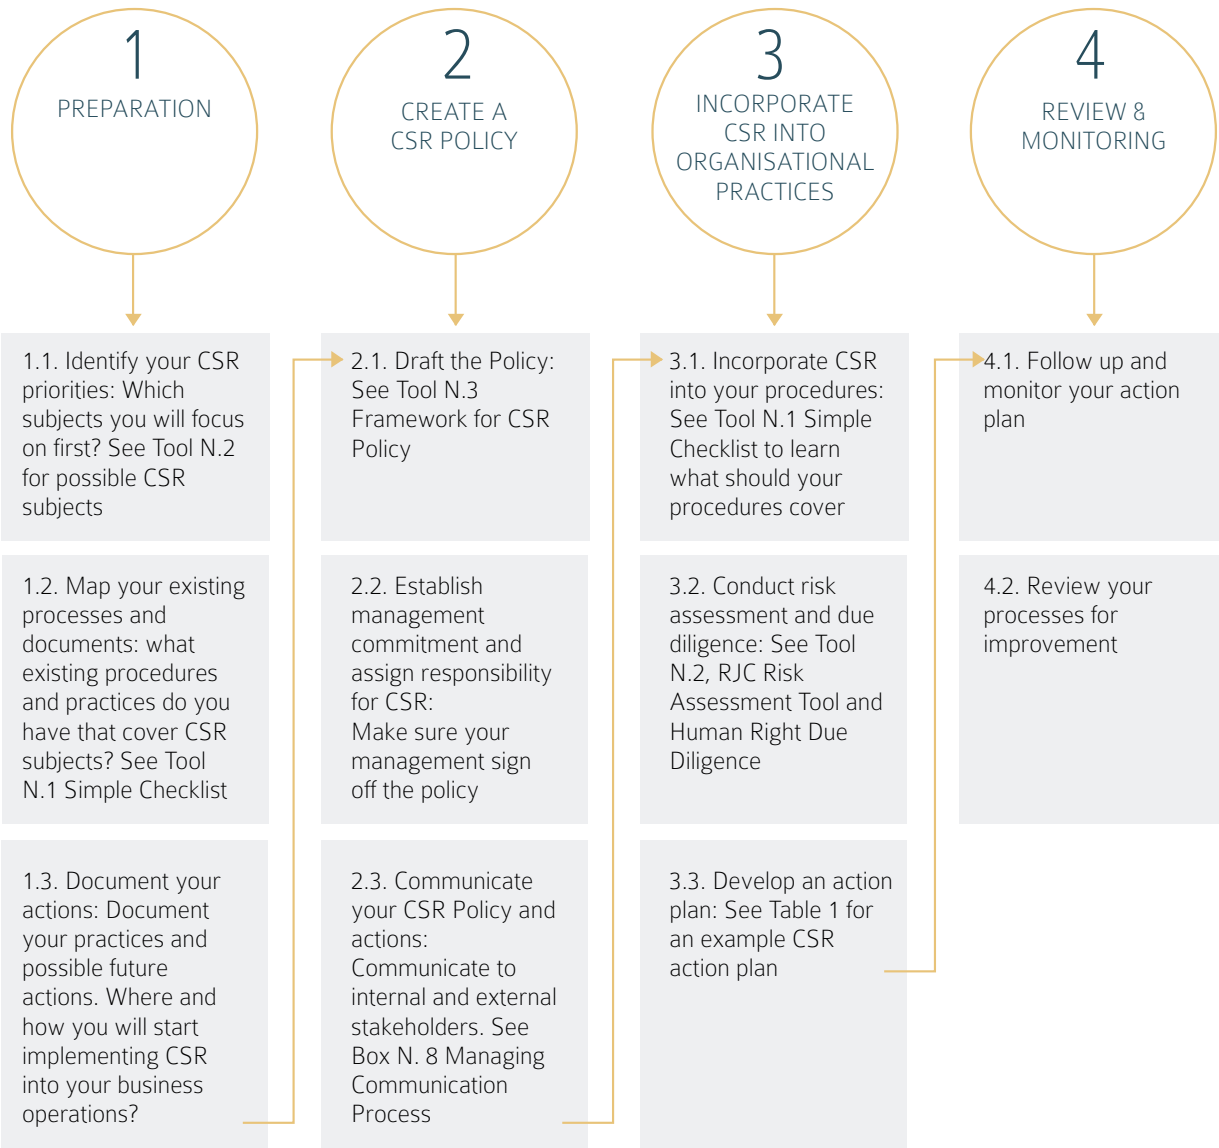 1
PREPARATION
1.1. Identify your CSR
priorities: Which
subjects you will focus
on first? See Tool N.2
for possible CSR
subjects
1.2. Map your existing
processes and
documents: what
existing procedures
and practices do you
have that cover CSR
subjects? See Tool
N.1 Simple Checklist
1.3. Document your
actions: Document
your practices and
possible future
actions. Where and
how you will start
implementing CSR
into your business
operations?
2
CREATE A
CSR POLICY
2.1. Draft the Policy:
See Tool N.3
Framework for CSR
Policy
2.2. Establish
management
commitment and
assign responsibility
for CSR:
Make sure your
management sign
off the policy
2.3. Communicate
your CSR Policy and
actions:
Communicate to
internal and external
stakeholders. See
Box N. 8 Managing
Communication
Process
3
INCORPORATE
CSR INTO
ORGANISATIONAL
PRACTICES
3.1. Incorporate CSR
into your procedures:
See Tool N.1 Simple
Checklist to learn
what should your
procedures cover
3.2. Conduct risk
assessment and due
diligence: See Tool
N.2, RJC Risk
Assessment Tool and
Human Right Due
Diligence
3.3. Develop an action
plan: See Table 1 for
an example CSR
action plan
4
REVIEW &
MONITORING
4.1. Follow up and
monitor your action
plan
4.2. Review your
processes for
improvement